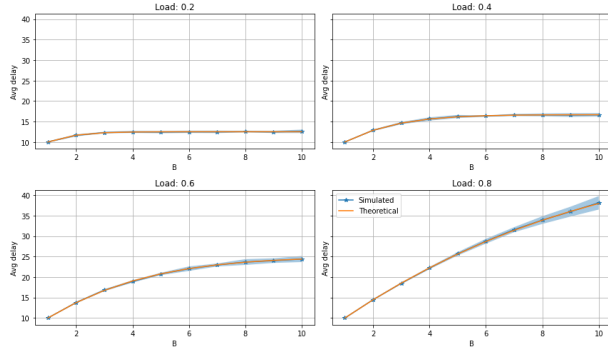 Load: 0.2
Load: 0.4
40
35
30
25
20
15
10
Avg delay
Avg delay
2 4 6 8 10
2 4 6 8 10
B
B
Load: 0.6
Load: 0.8
40
35
30
25
20
15
10
Avg delay
Avg delay
Simulated
Theoretical
2 4 6 8 10
2 4 6 8 10
B
B